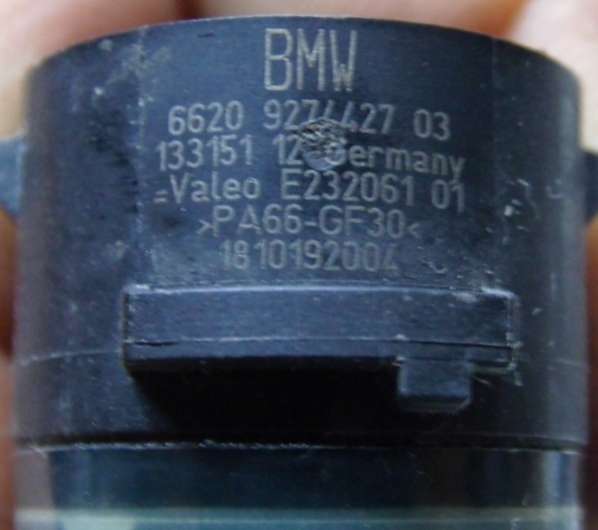 BMW
6620 9274427 03
133151 12 Germany
Valeo E232061 01
>PA66-GF30<
1810192004